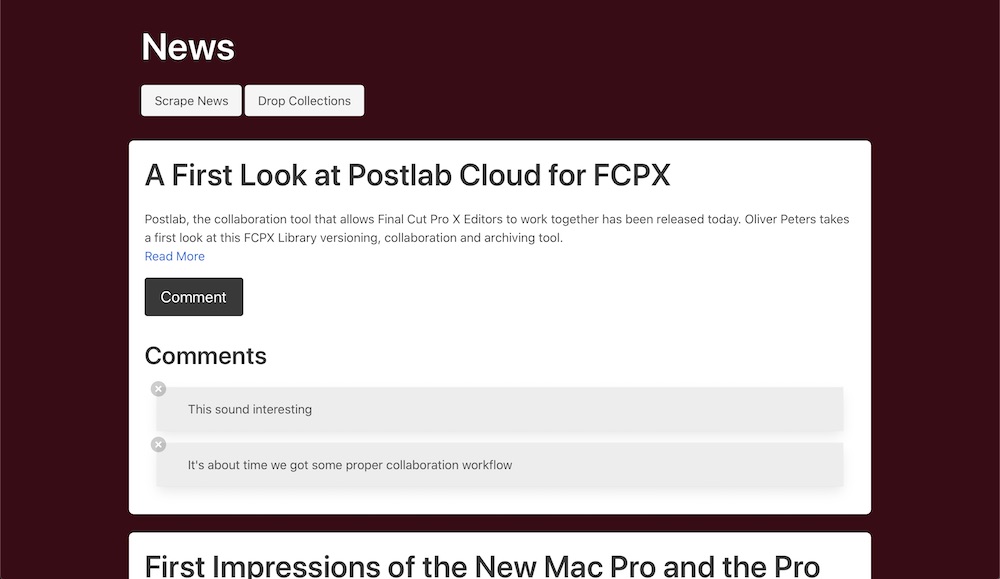 News
Scrape News
Drop Collections
A First Look at Postlab Cloud for FCPX
Postlab, the collaboration tool that allows Final Cut Pro X Editors to work together has been released today. Oliver Peters takes
a first look at this FCPX Library versioning, collaboration and archiving tool.
Read More
Comment
Comments
This sound interesting
It's about time we got some proper collaboration workflow
First Impressions of the New Mac Pro and the Pro